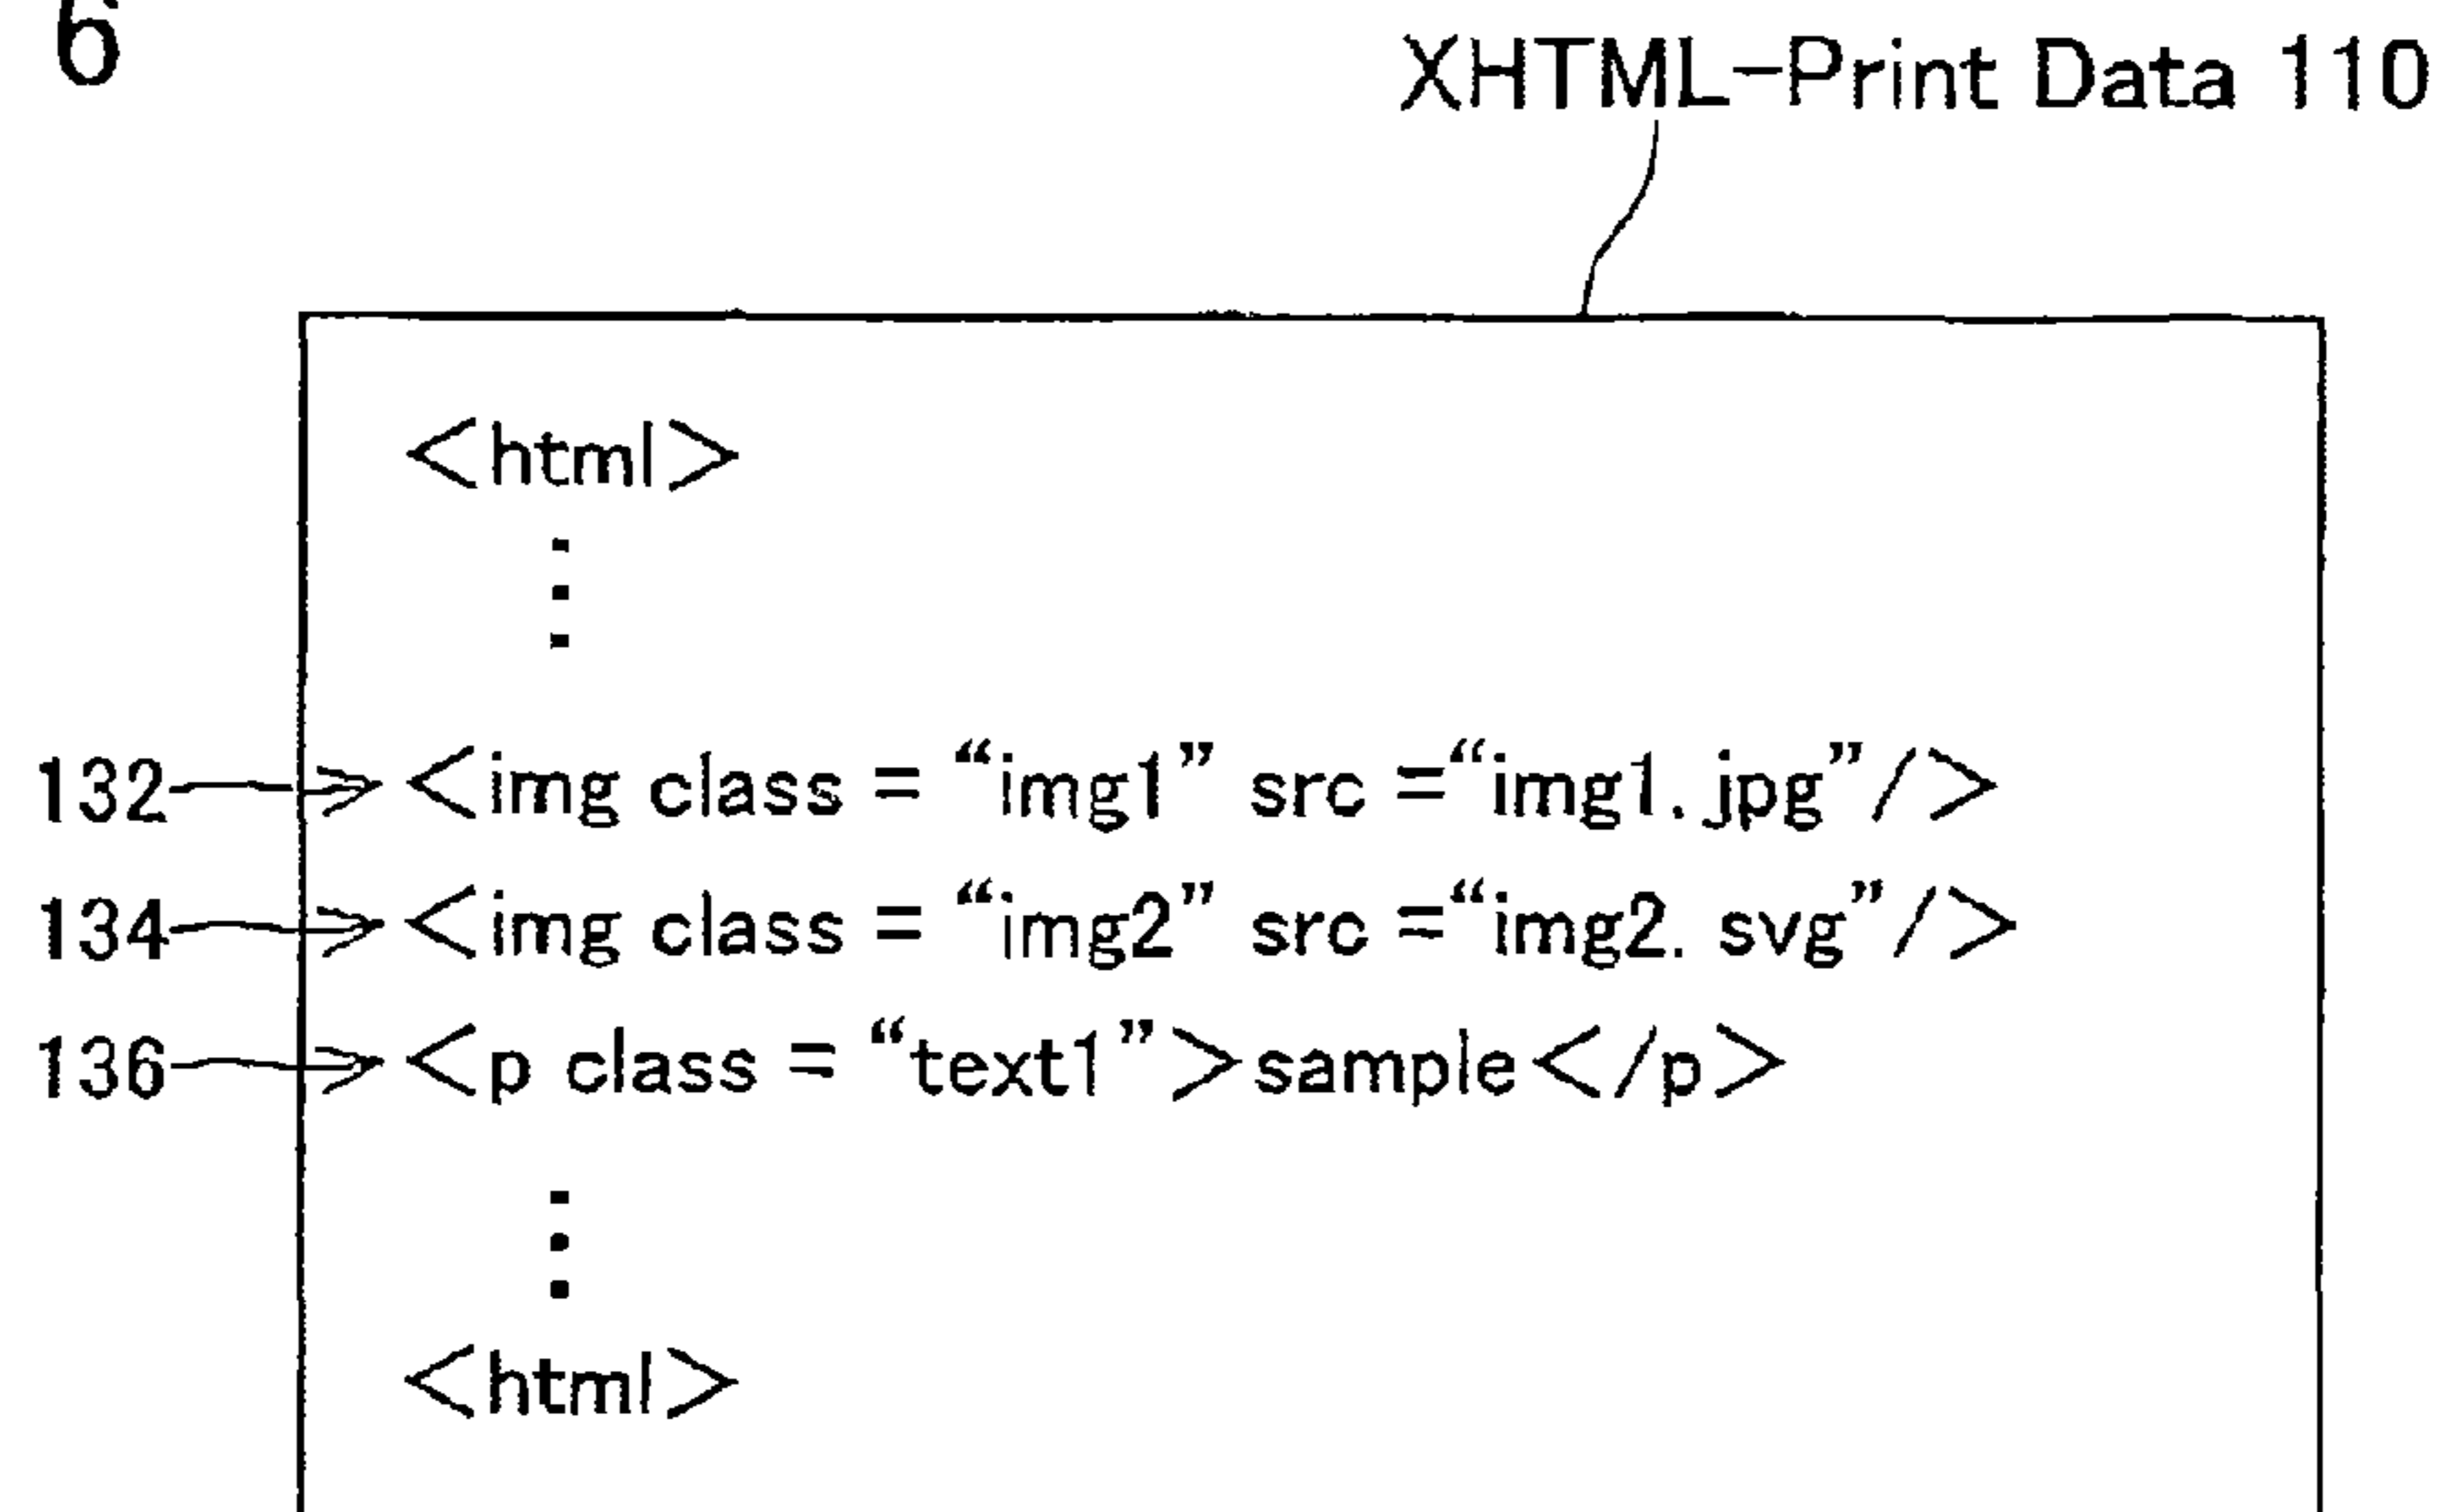 6
XHTML-Print Data 110
<html>
.
.
.
132 <img class = “img1” src =“img1.jpg”/>
134 <img class = “img2” src =“img2. svg”/>
136 <p class = “text1”>sample</p>
.
.
.
<html>